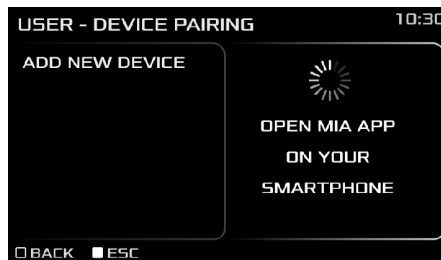 USER - DEVICE PAIRING 10:30
ADD NEW DEVICE
OPEN MIA APP
ON YOUR
SMARTPHONE
BACK ESC